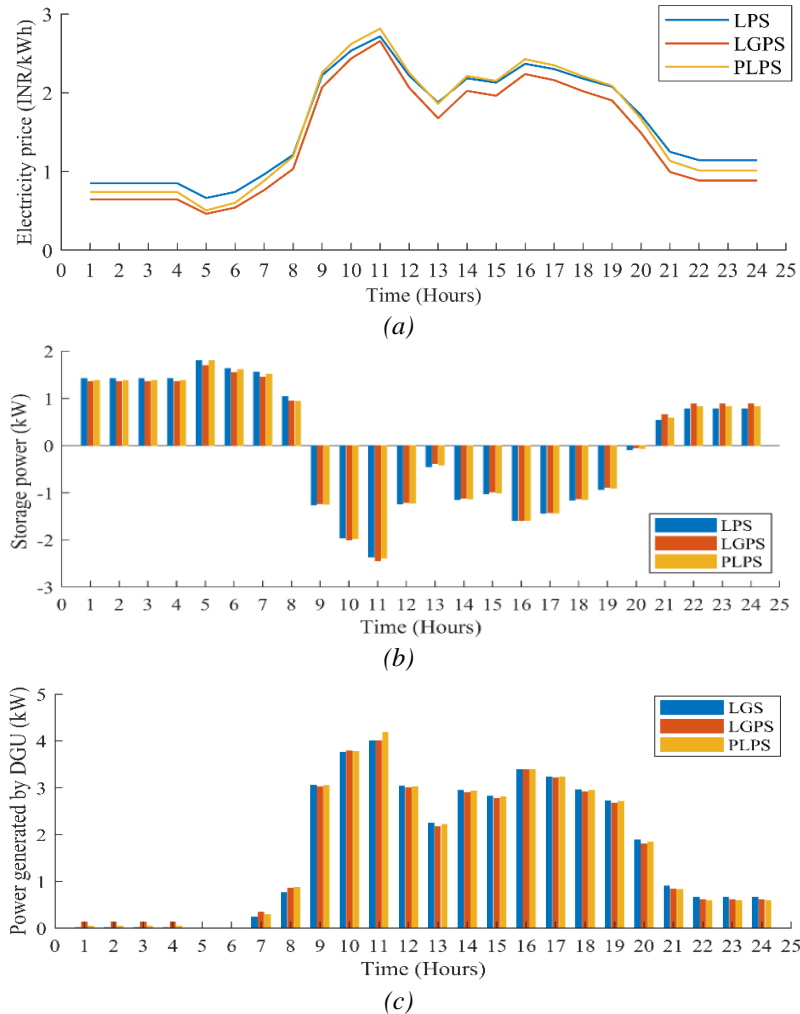 Electricity price (INR/kWh)
3
2
1
0
LPS
LGPS
PLPS
0 1 2 3 4 5 6 7 8 9 10 11 12 13 14 15 16 17 18 19 20 21 22 23 24 25
Time (Hours)
(a)
Storage power (kW)
2
1
0
-1
-2
-3
LPS
LGPS
PLPS
0 1 2 3 4 5 6 7 8 9 10 11 12 13 14 15 16 17 18 19 20 21 22 23 24 25
Time (Hours)
(b)
Power generated by DGU (kW)
5
4
3
2
1
0
LGS
LGPS
PLPS
0 1 2 3 4 5 6 7 8 9 10 11 12 13 14 15 16 17 18 19 20 21 22 23 24 25
Time (Hours)
(c)